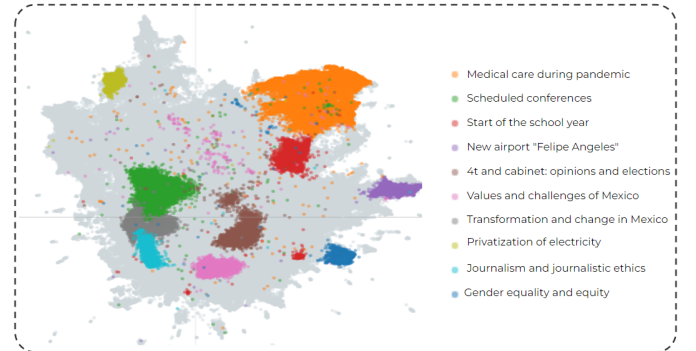 Medical care during pandemic
Scheduled conferences
Start of the school year
New airport "Felipe Angeles"
4t and cabinet: opinions and elections
Values and challenges of Mexico
Transformation and change in Mexico
Privatization of electricity
Journalism and journalistic ethics
Gender equality and equity